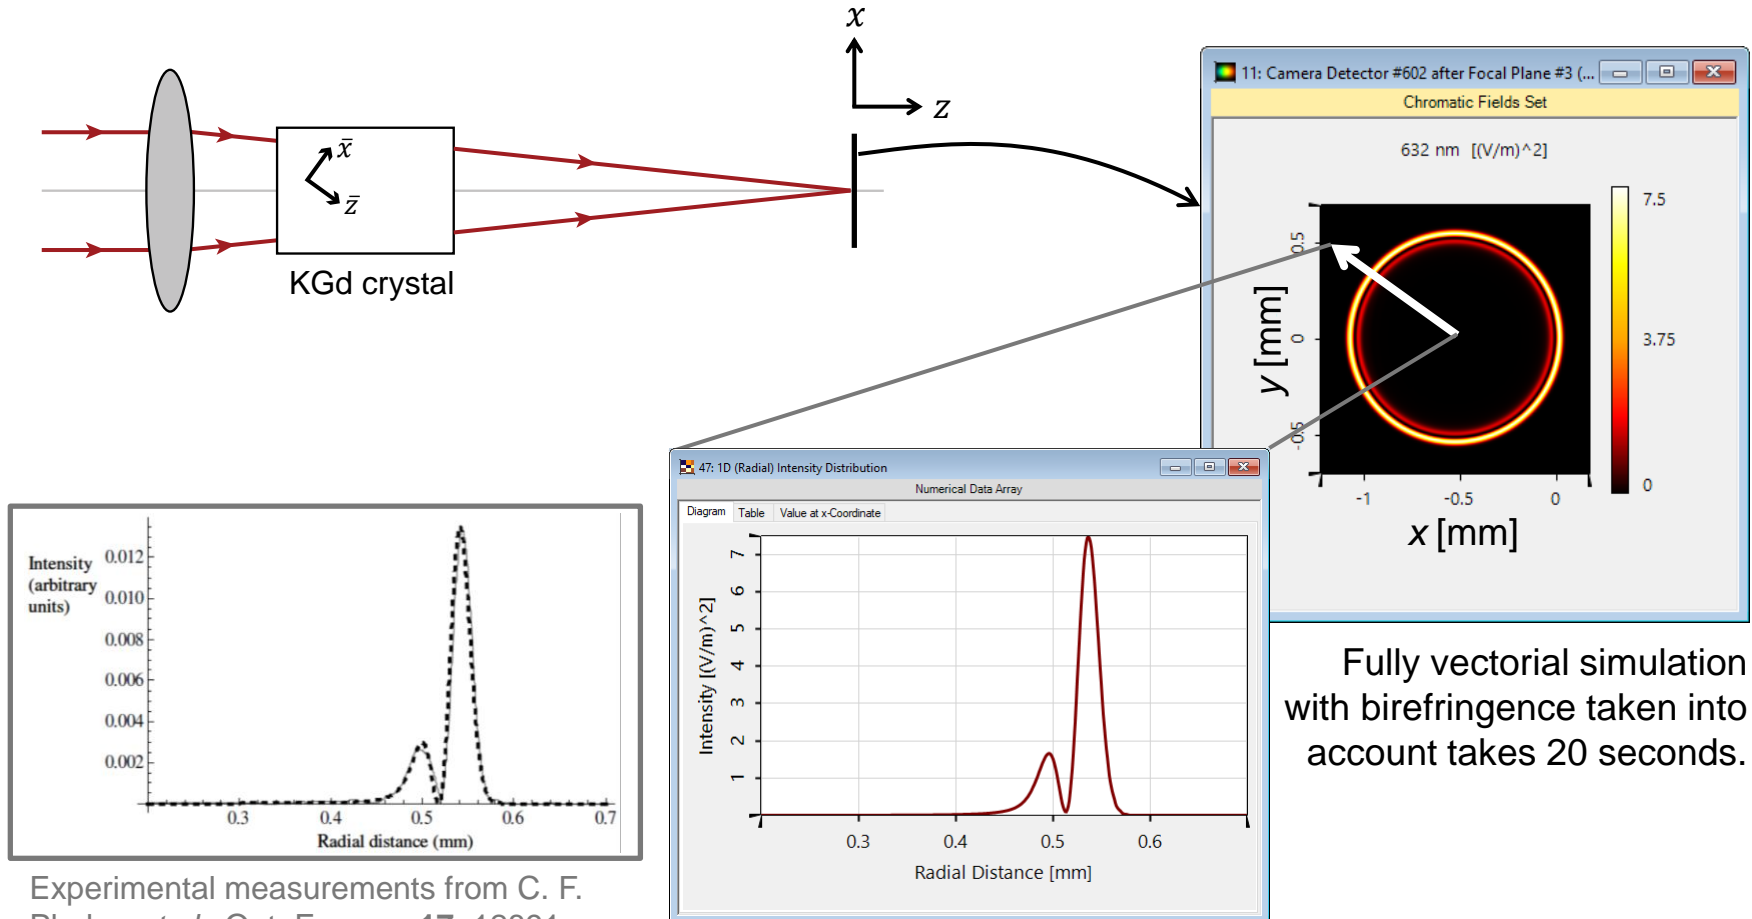 x
z
x̄
z̄
KGd crystal
11: Camera Detector #602 after Focal Plane #3 (...
Chromatic Fields Set
632 nm [(V/m)^2]
7.5
3.75
0
0.5
0
-0.5
y [mm]
-1
-0.5
0
x [mm]
47: 1D (Radial) Intensity Distribution
Numerical Data Array
Diagram Table Value at x-Coordinate
7
6
5
4
3
2
1
Intensity [(V/m)^2]
0.3 0.4 0.5 0.6
Radial Distance [mm]
Intensity
(arbitrary
units)
0.012
0.010
0.008
0.006
0.004
0.002
0.3 0.4 0.5 0.6 0.7
Radial distance (mm)
Fully vectorial simulation
with birefringence taken into
account takes 20 seconds.
Experimental measurements from C. F.